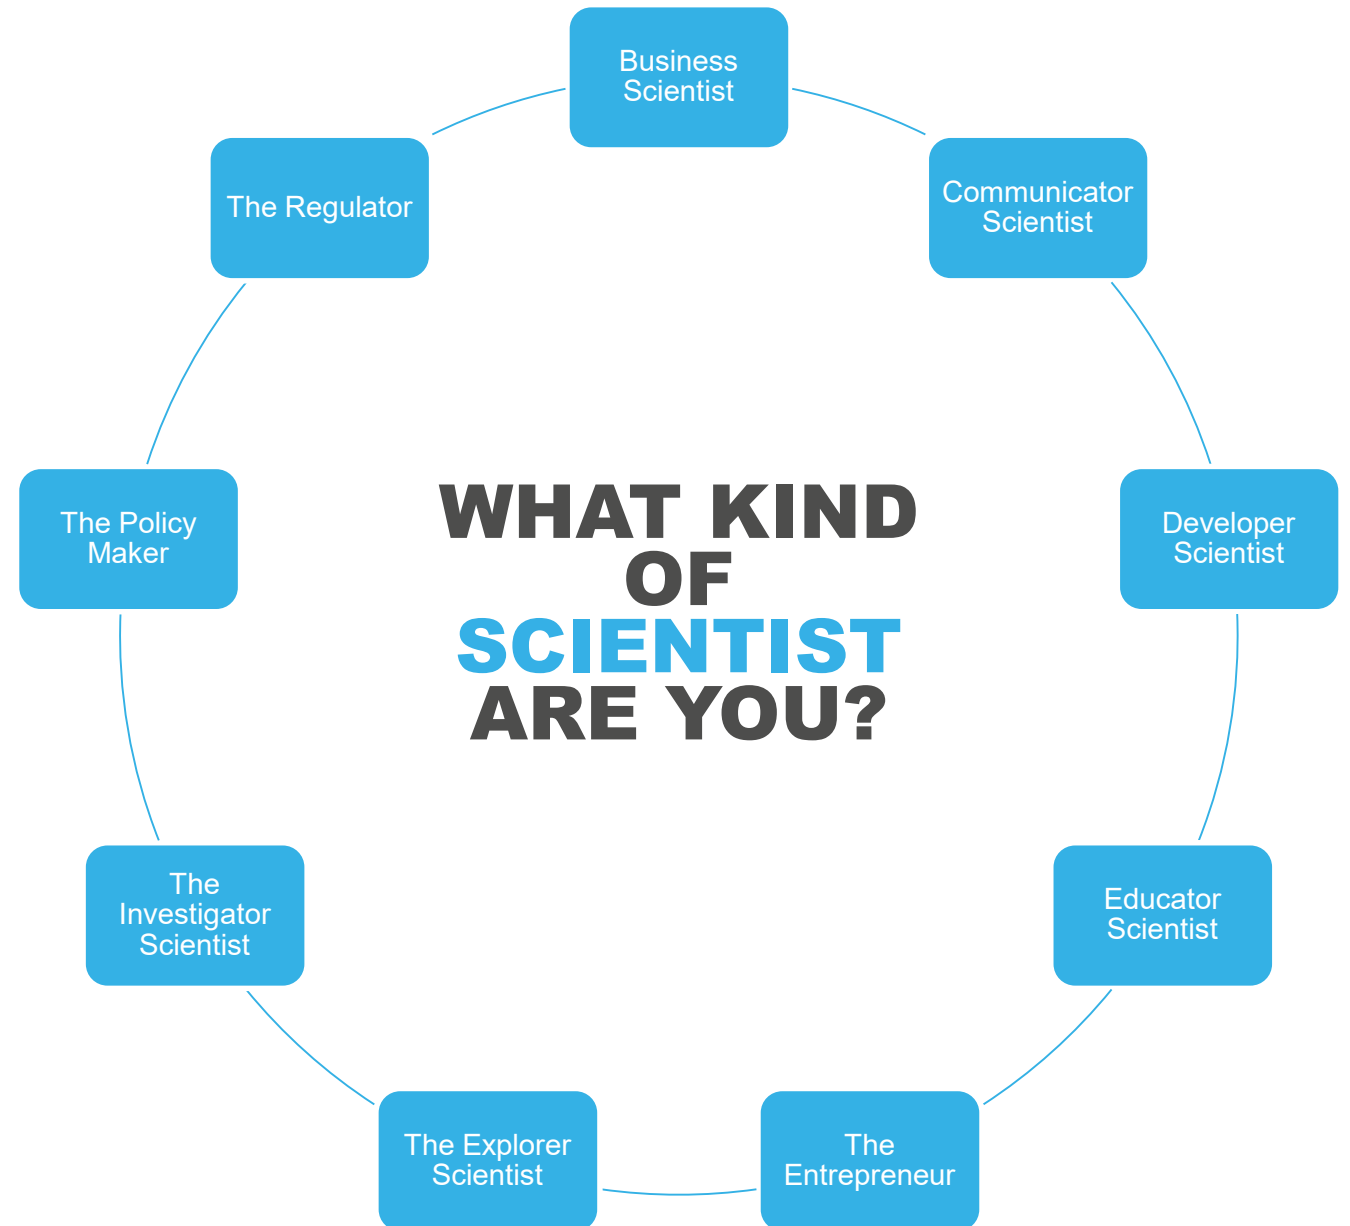 Business
Scientist
Communicator
Scientist
Developer
Scientist
Educator
Scientist
The
Entrepreneur
The Explorer
Scientist
The
Investigator
Scientist
The Policy
Maker
The Regulator
WHAT KIND
OF
SCIENTIST
ARE YOU?